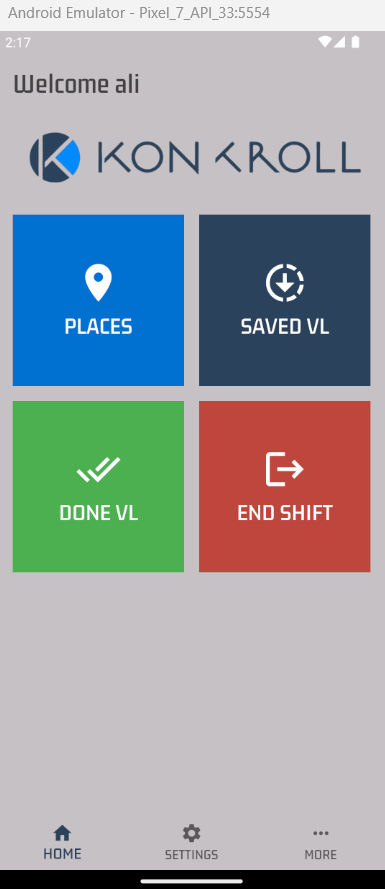 Android Emulator - Pixel_7_API_33:5554
2:17
Welcome ali
KON KROLL
PLACES
SAVED VL
DONE VL
END SHIFT
HOME
SETTINGS
MORE